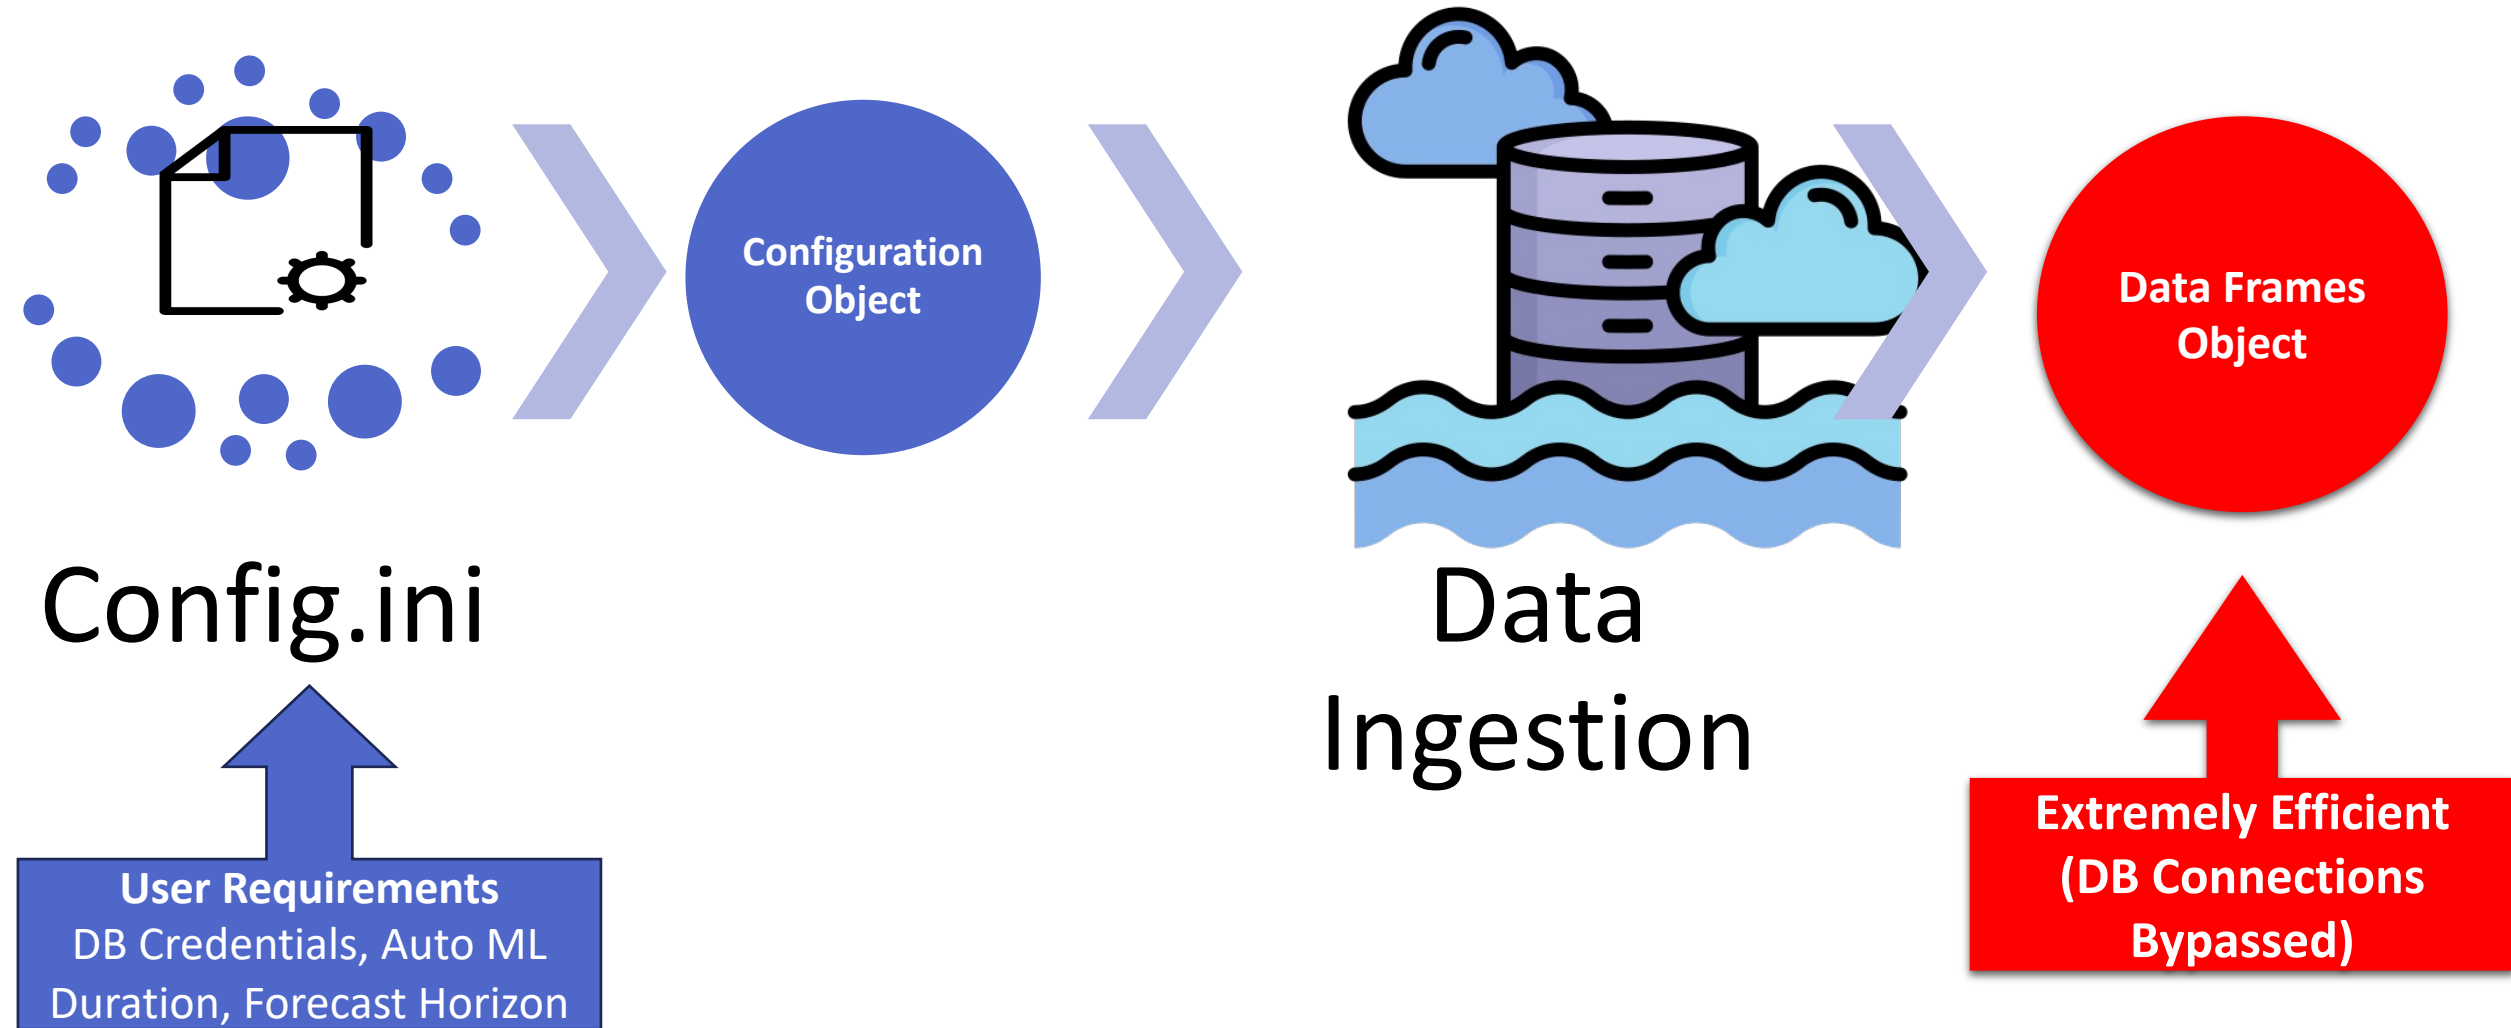 Configuration
Object
Data Frames
Object
Config.ini
Data
Ingestion
User Requirements
DB Credentials, Auto ML
Duration, Forecast Horizon
Extremely Efficient
(DB Connections
Bypassed)